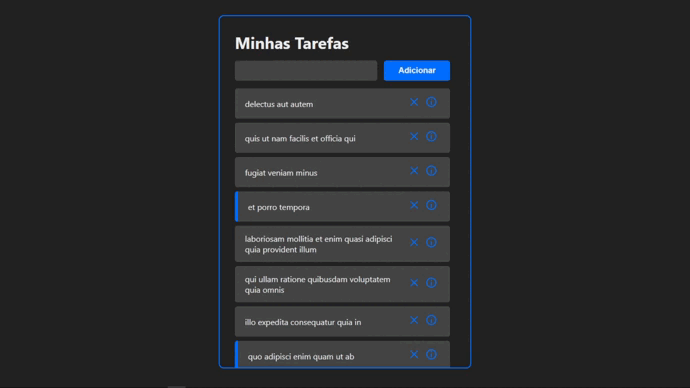 Minhas Tarefas
Adicionar
delectus aut autem
quis ut nam facilis et officia qui
fugiat veniam minus
et porro tempora
laboriosam mollitia et enim quasi adipisci
quia provident illum
qui ullam ratione quibusdam voluptatem
quia omnis
illo expedita consequatur quia in
quo adipisci enim quam ut ab